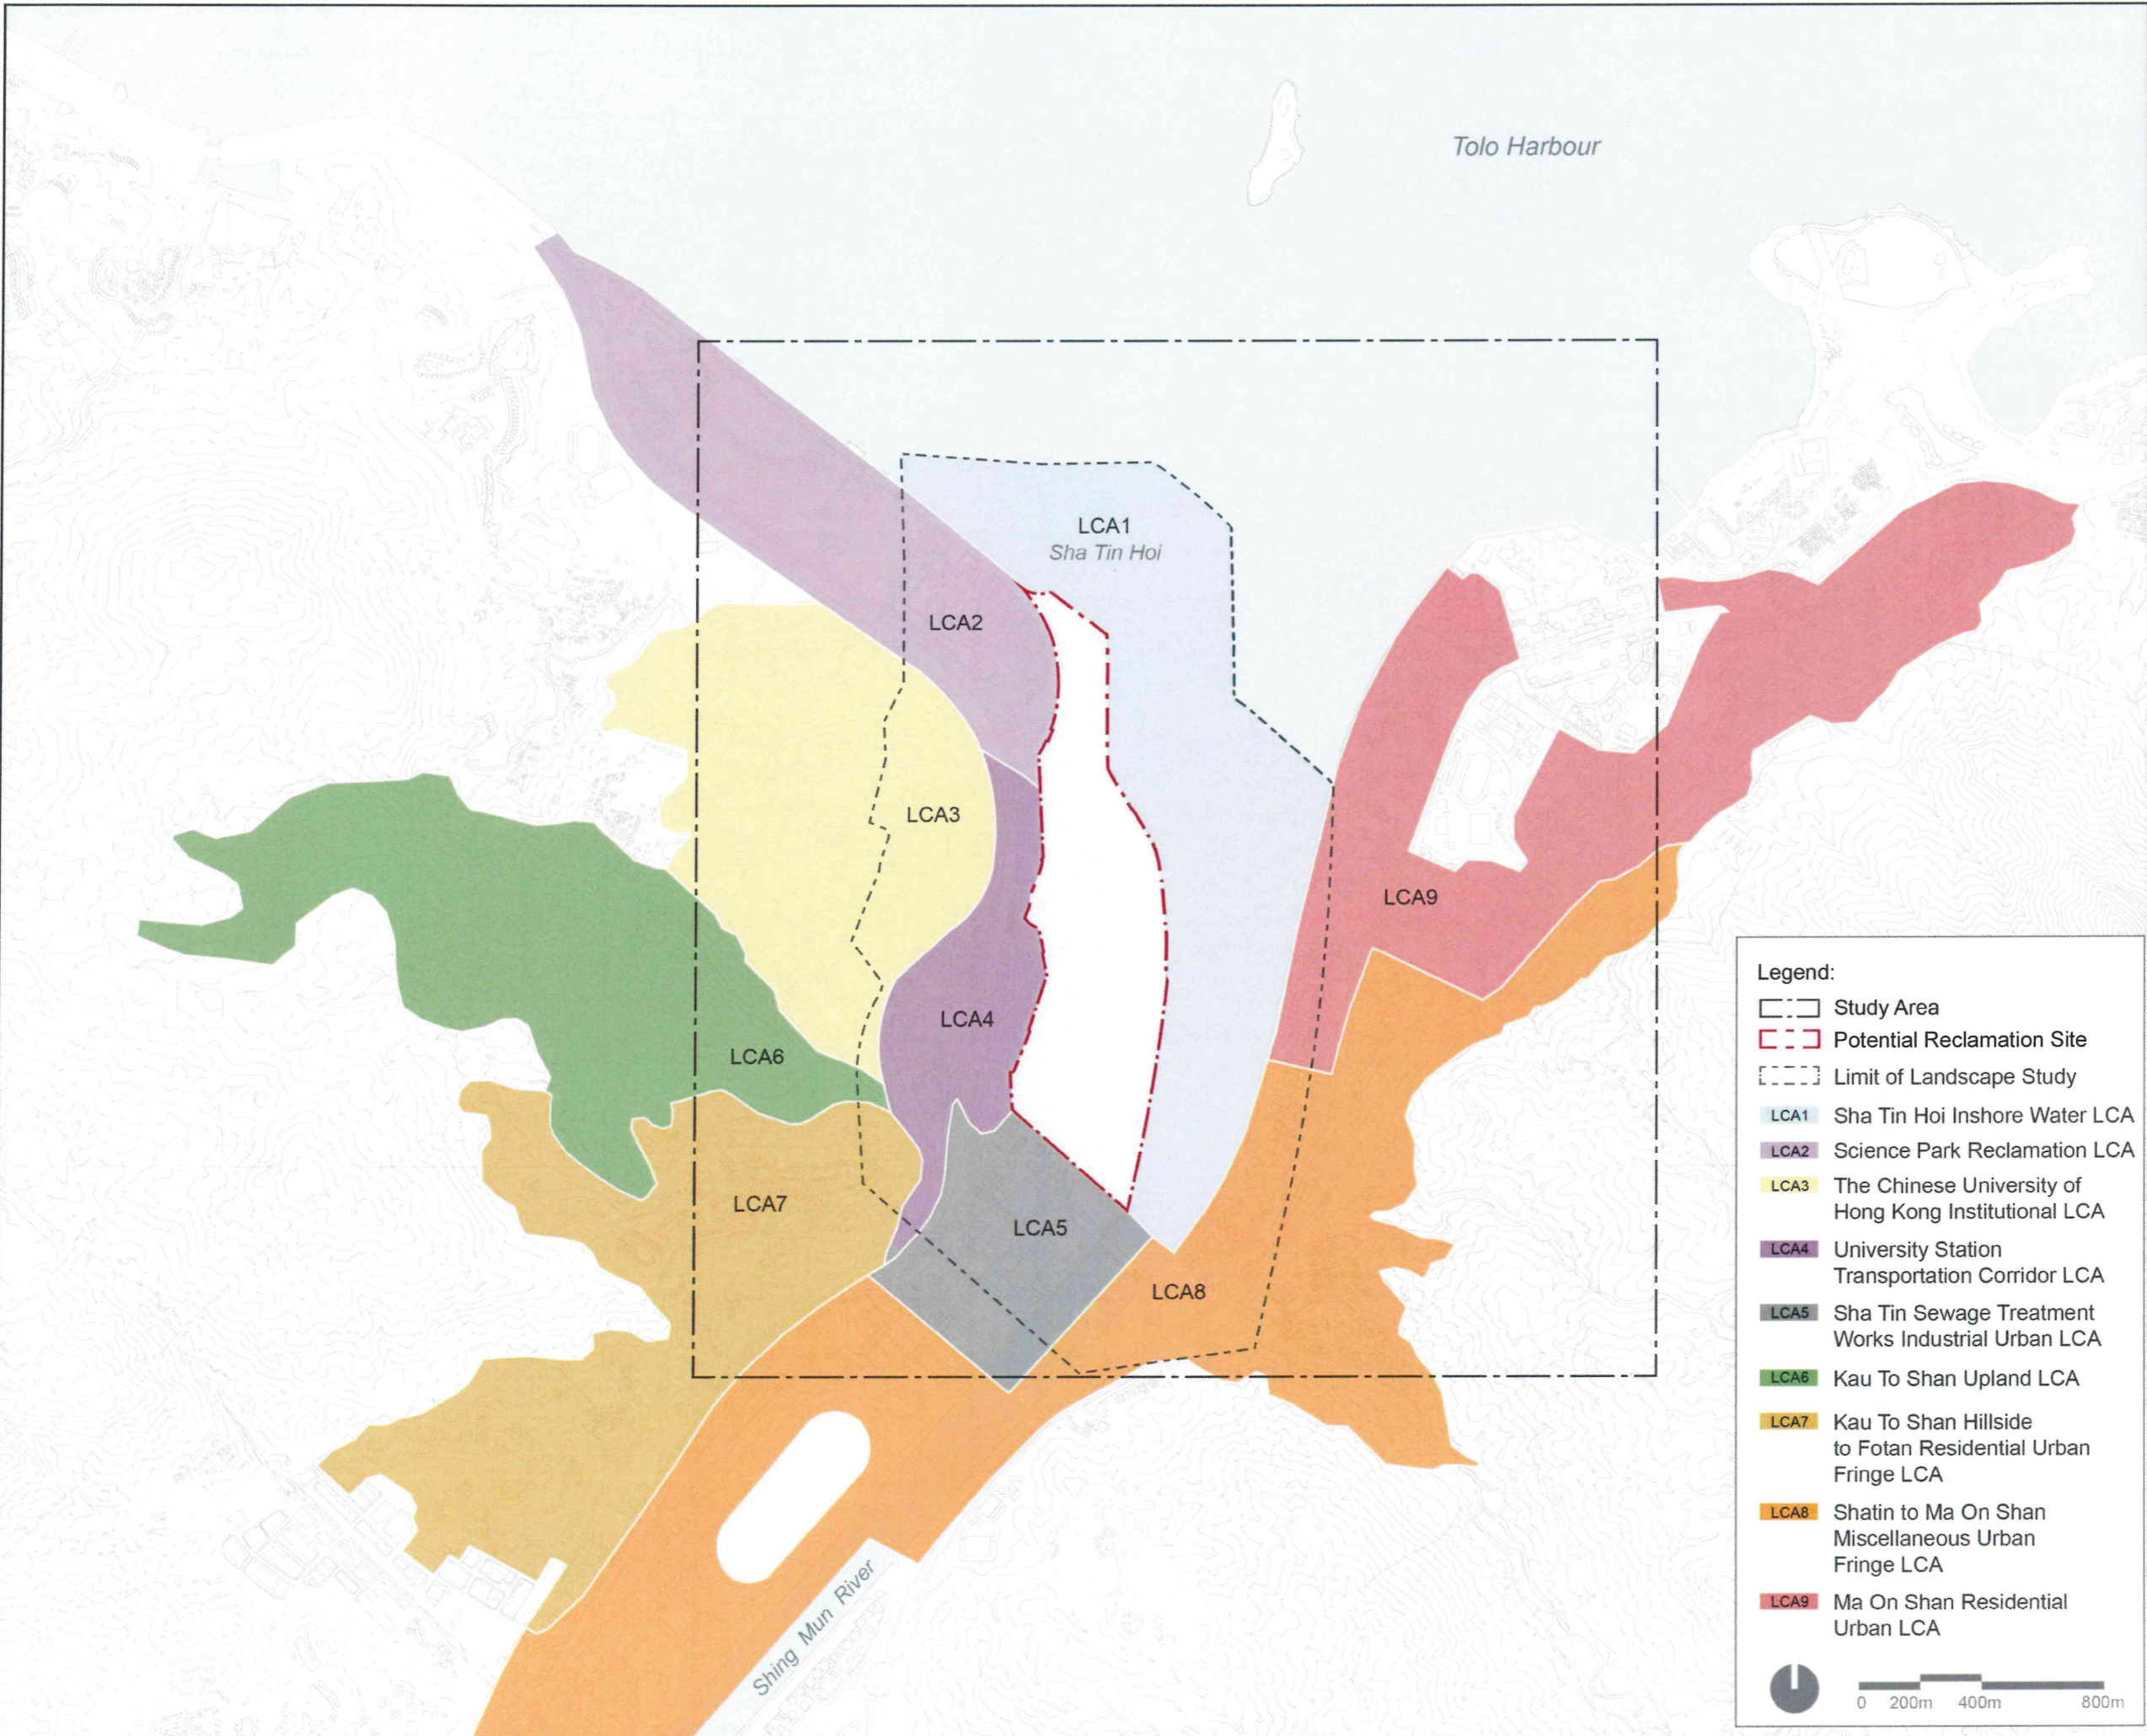 Tolo Harbour
LCA1
Sha Tin Hoi
LCA2
LCA3
LCA9
LCA4
LCA6
LCA7
LCA5
LCA8
Shing Mun River
Legend:
Study Area
Potential Reclamation Site
Limit of Landscape Study
LCA1 Sha Tin Hoi Inshore Water LCA
LCA2 Science Park Reclamation LCA
LCA3 The Chinese University of
Hong Kong Institutional LCA
LCA4 University Station
Transportation Corridor LCA
LCA5 Sha Tin Sewage Treatment
Works Industrial Urban LCA
LCA6 Kau To Shan Upland LCA
LCA7 Kau To Shan Hillside
to Fotan Residential Urban
Fringe LCA
LCA8 Shatin to Ma On Shan
Miscellaneous Urban
Fringe LCA
LCA9 Ma On Shan Residential
Urban LCA
0 200m 400m 800m